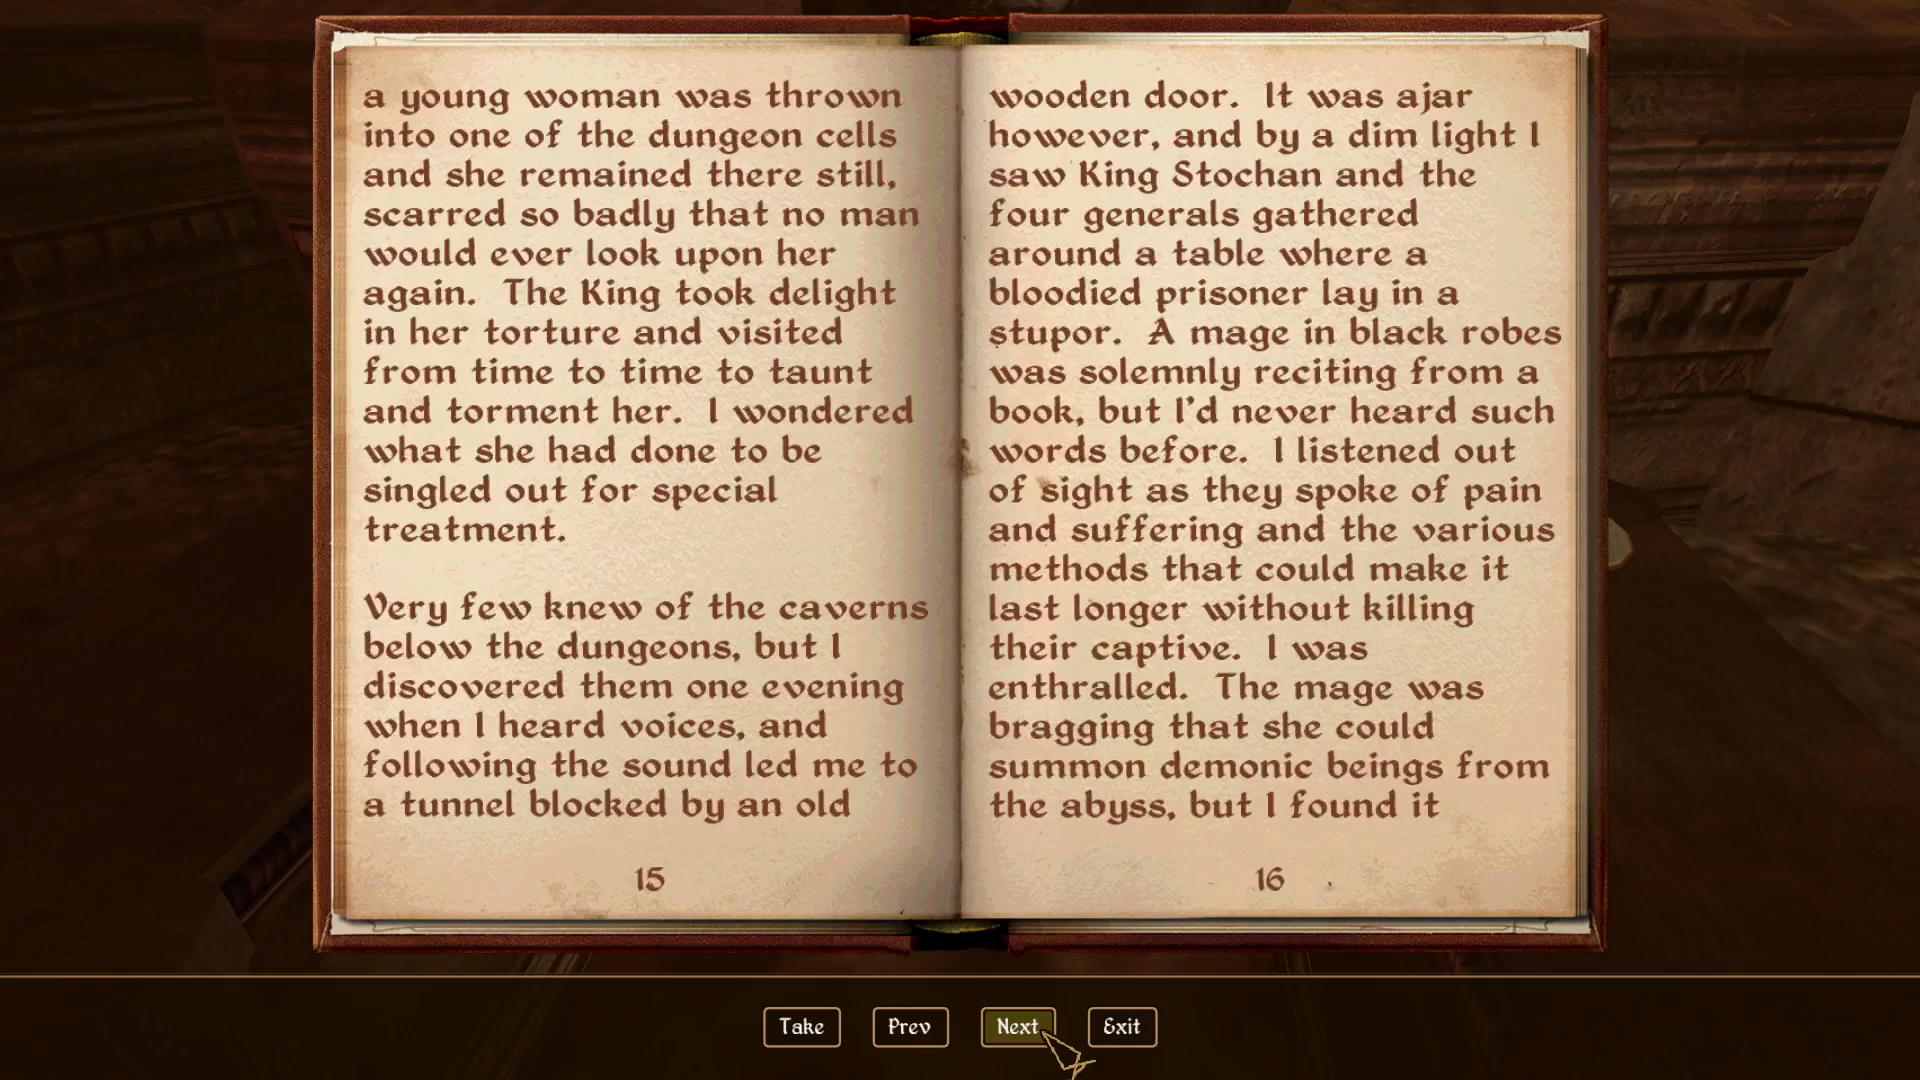 a young woman was thrown
into one of the dungeon cells
and she remained there still,
scarred so badly that no man
would ever look upon her
again.  The King took delight
in her torture and visited
from time to time to taunt
and torment her.  I wondered
what she had done to be
singled out for special
treatment.
Very few knew of the caverns
below the dungeons, but I
discovered them one evening
when I heard voices, and
following the sound led me to
a tunnel blocked by an old
15
wooden door.  It was ajar
however, and by a dim light I
saw King Stochan and the
four generals gathered
around a table where a
bloodied prisoner lay in a
stupor.  A mage in black robes
was solemnly reciting from a
book, but I'd never heard such
words before.  I listened out
of sight as they spoke of pain
and suffering and the various
methods that could make it
last longer without killing
their captive.  I was
enthralled.  The mage was
bragging that she could
summon demonic beings from
the abyss, but I found it
16
Take Prev Next Exit